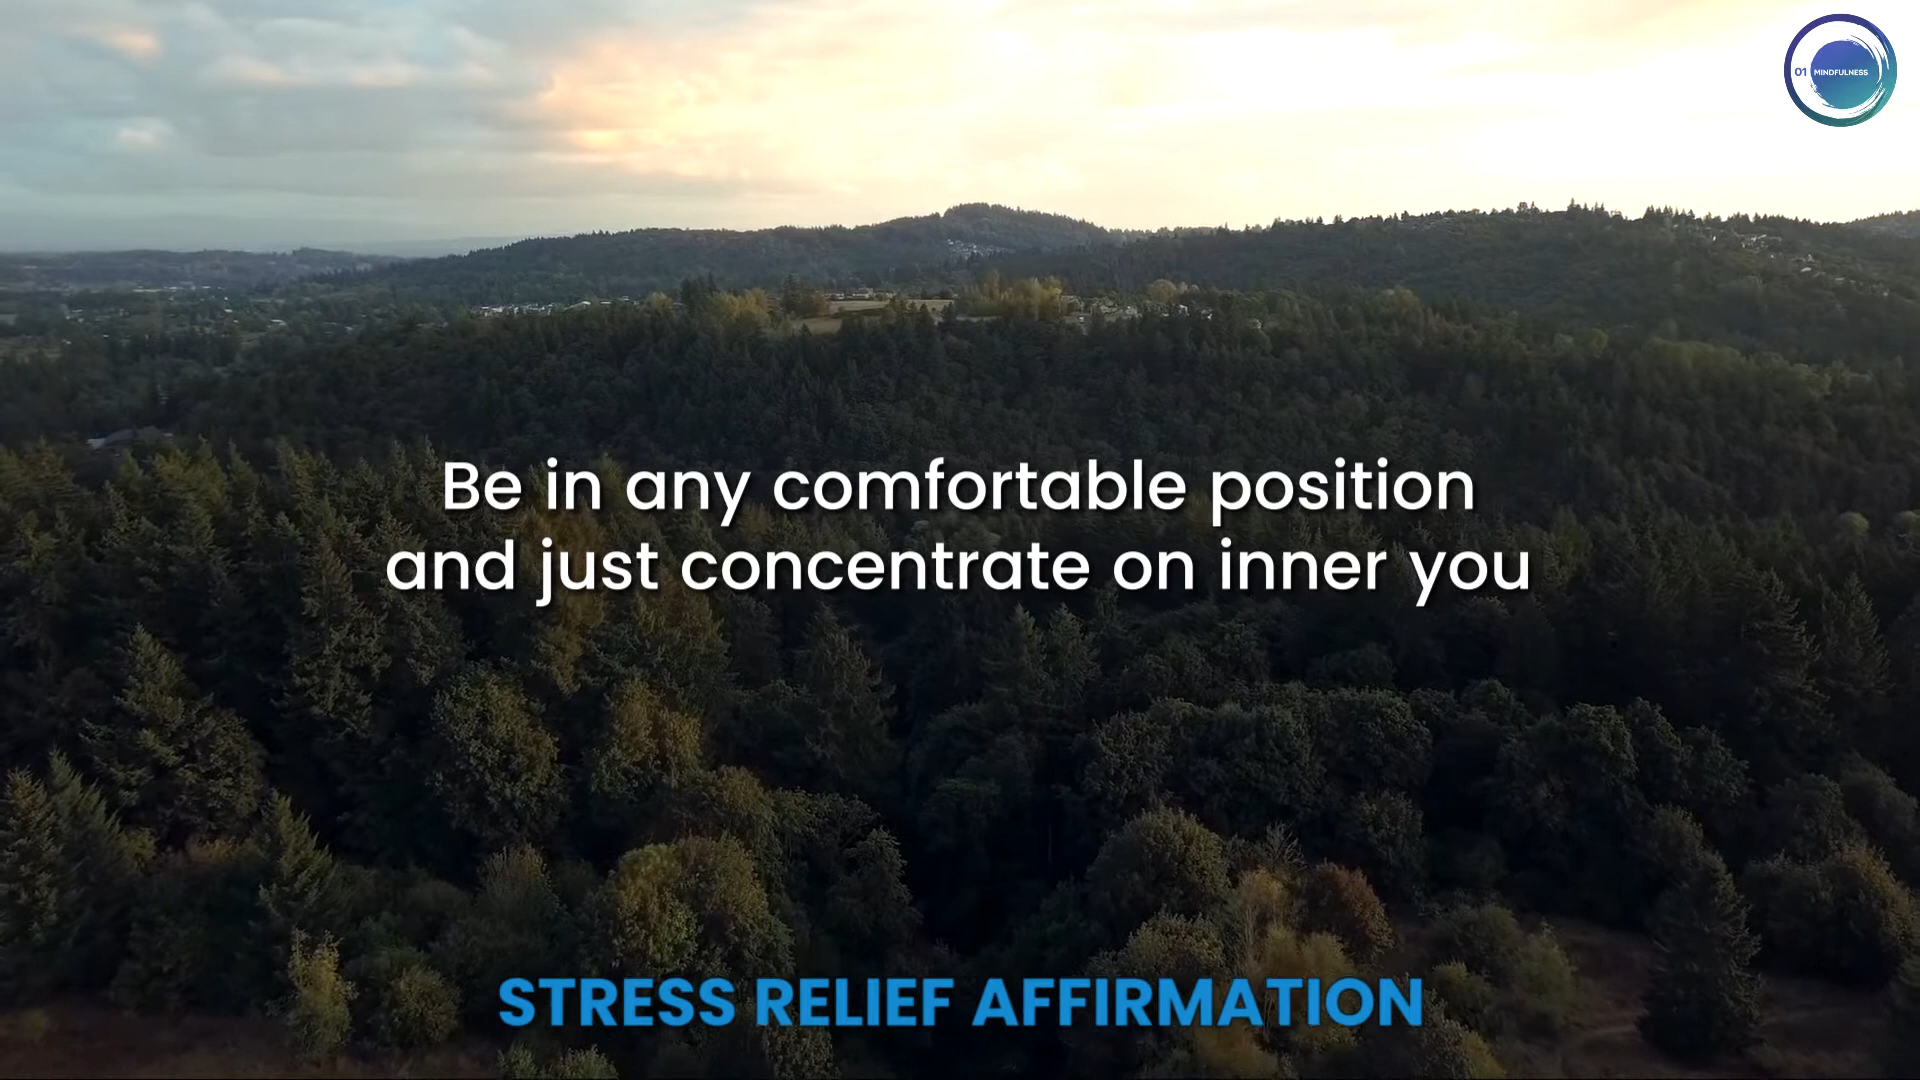 01 MINDFULNESS
Be in any comfortable position
and just concentrate on inner you
STRESS RELIEF AFFIRMATION